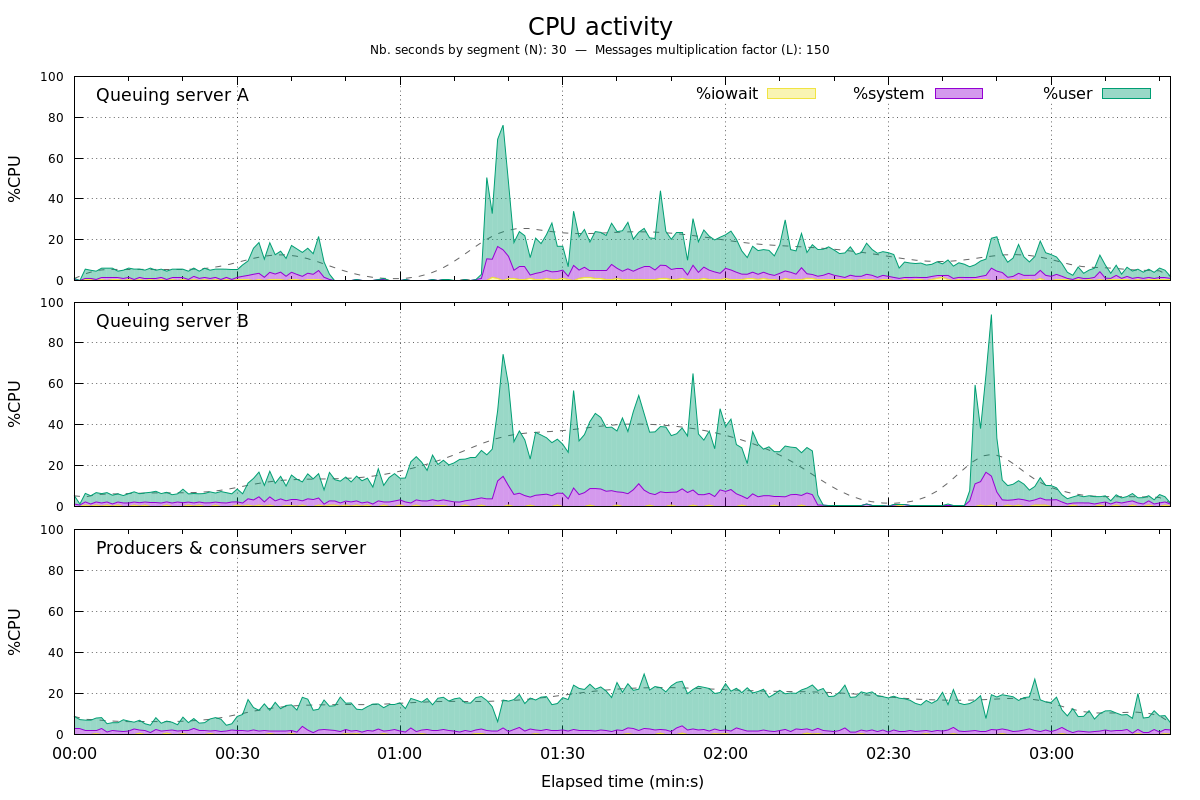 CPU activity
Nb. seconds by segment (N): 30 — Messages multiplication factor (L): 150
Queuing server A
%iowait %system %user
100
80
60
40
20
0
%CPU
Queuing server B
100
80
60
40
20
0
%CPU
Producers & consumers server
100
80
60
40
20
0
%CPU
00:00 00:30 01:00 01:30 02:00 02:30 03:00
Elapsed time (min:s)